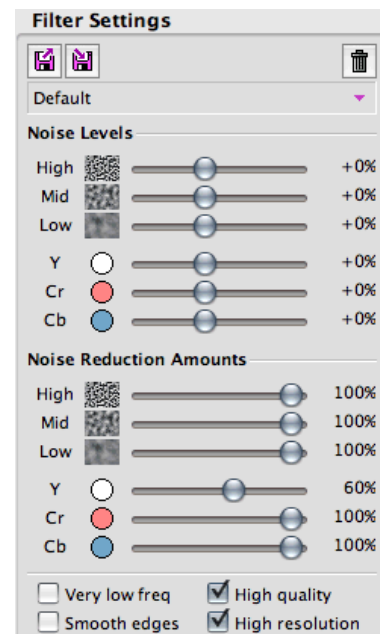 Filter Settings
Default
Noise Levels
High +0%
Mid +0%
Low +0%
Y +0%
Cr +0%
Cb +0%
Noise Reduction Amounts
High 100%
Mid 100%
Low 100%
Y 60%
Cr 100%
Cb 100%
Very low freq High quality
Smooth edges High resolution